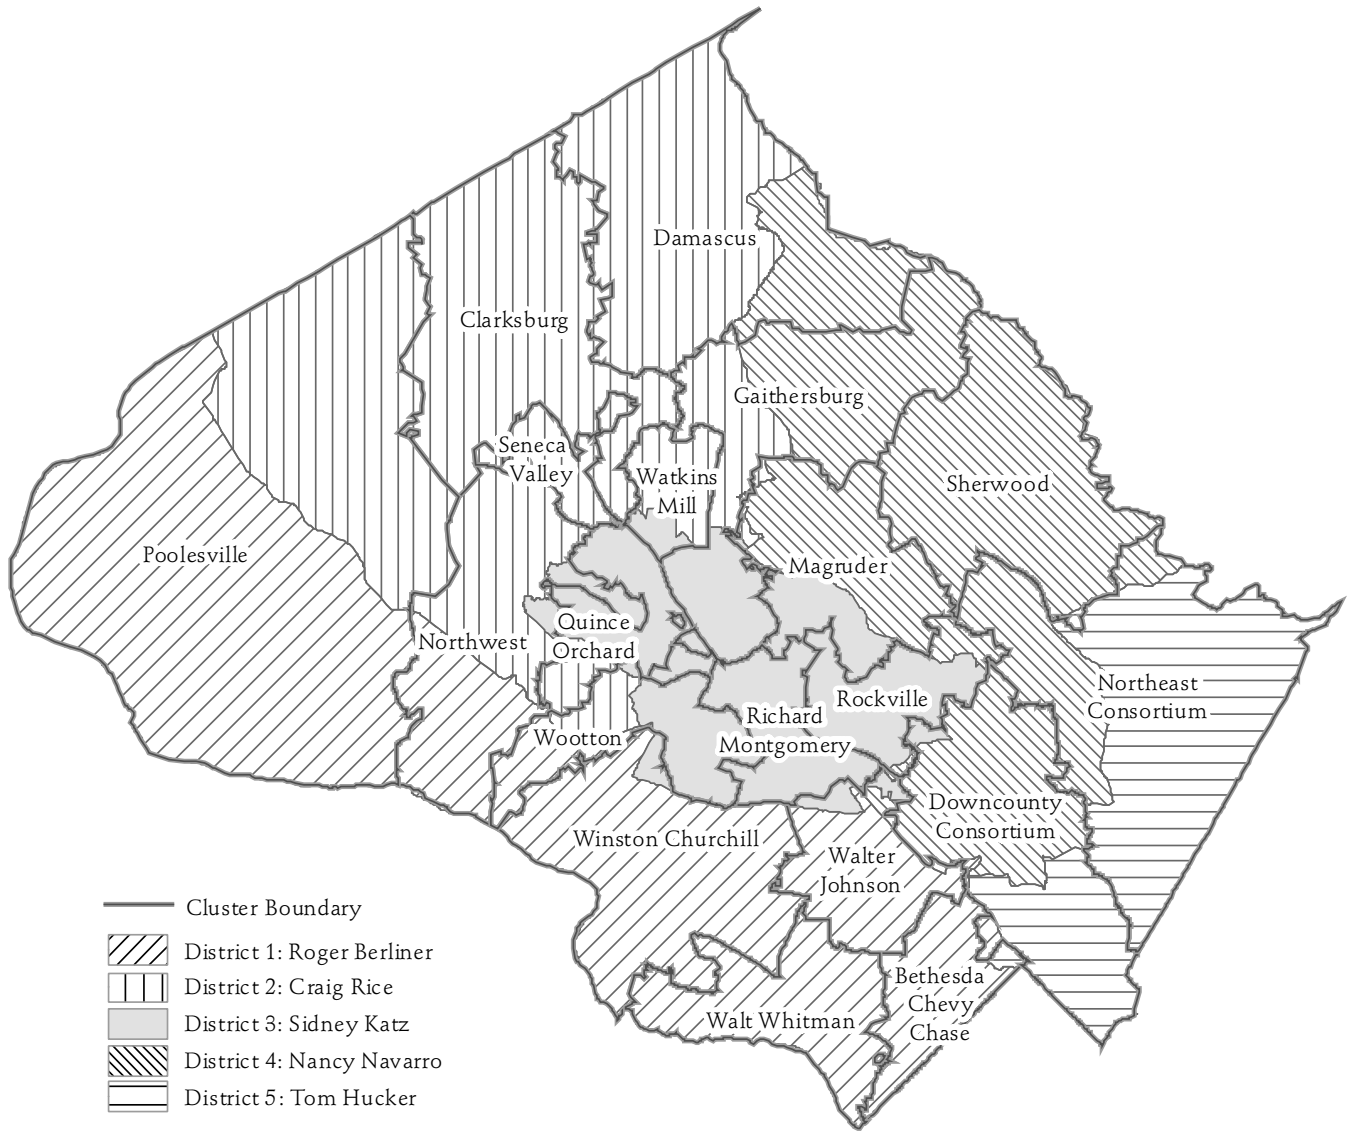 Damascus
Clarksburg
Gaithersburg
Seneca
Valley
Watkins
Mill
Sherwood
Poolesville
Magruder
Quince
Orchard
Northwest
Northeast
Consortium
Rockville
Richard
Montgomery
Wootton
Downcounty
Consortium
Winston Churchill
Walter
Johnson
Bethesda
Chevy
Chase
Walt Whitman
Cluster Boundary
District 1: Roger Berliner
District 2: Craig Rice
District 3: Sidney Katz
District 4: Nancy Navarro
District 5: Tom Hucker